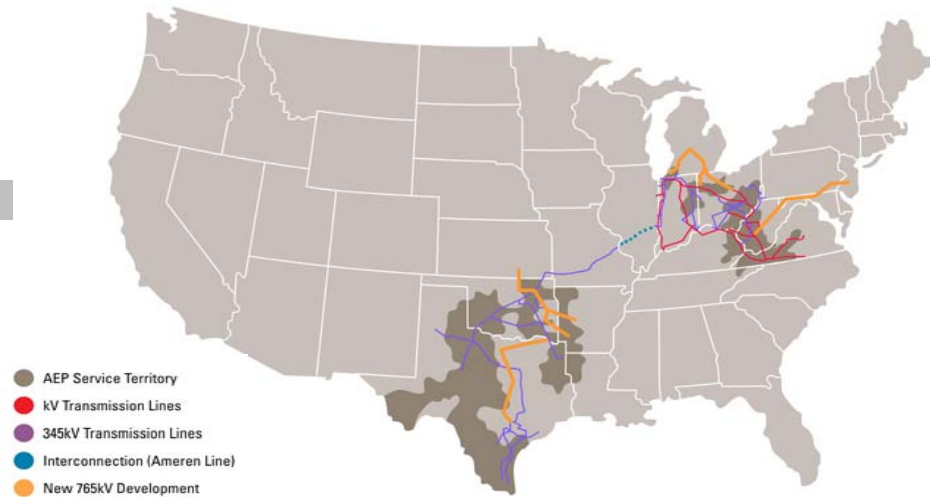 AEP Service Territory
kV Transmission Lines
345kV Transmission Lines
Interconnection (Ameren Line)
New 765kV Development